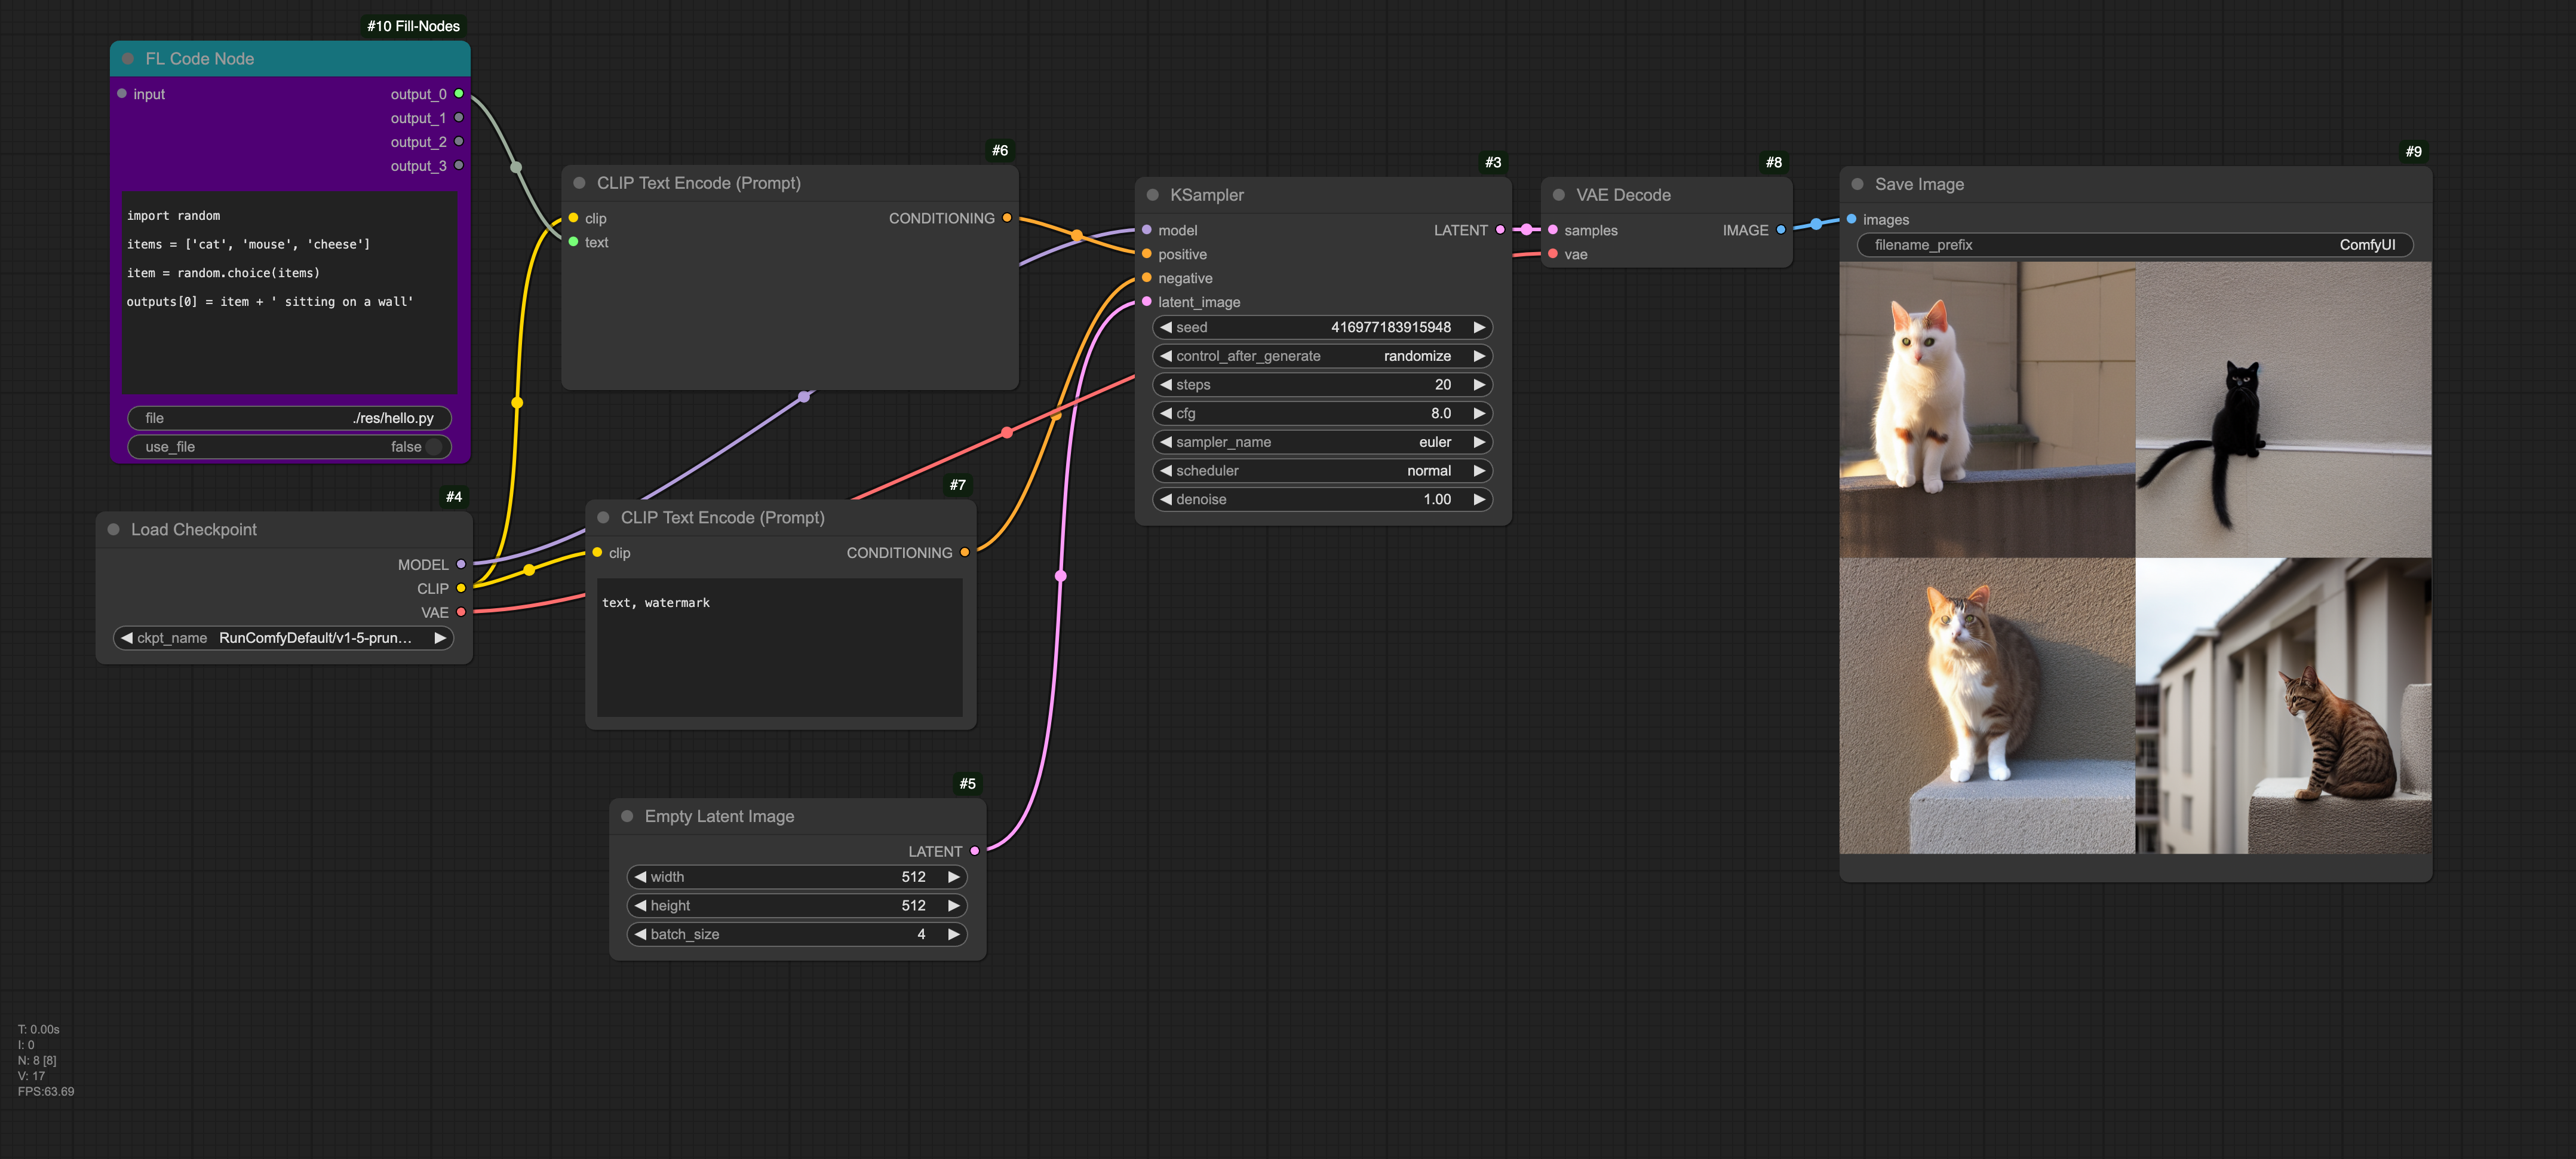 #10 Fill-Nodes
FL Code Node
input
output_0
output_1
output_2
output_3
import random
items = ['cat', 'mouse', 'cheese']
item = random.choice(items)
outputs[0] = item + ' sitting on a wall'
file ./res/hello.py
use_file false
#4
Load Checkpoint
MODEL
CLIP
VAE
ckpt_name RunComfyDefault/v1-5-prun...
#6
CLIP Text Encode (Prompt)
clip CONDITIONING
text
#7
CLIP Text Encode (Prompt)
clip CONDITIONING
text, watermark
#5
Empty Latent Image
LATENT
width 512
height 512
batch_size 4
#3
KSampler
model LATENT
positive
negative
latent_image
seed 416977183915948
control_after_generate randomize
steps 20
cfg 8.0
sampler_name euler
scheduler normal
denoise 1.00
#8
VAE Decode
samples IMAGE
vae
#9
Save Image
images
filename_prefix ComfyUI
T: 0.00s
I: 0
N: 8 [8]
V: 17
FPS:63.69